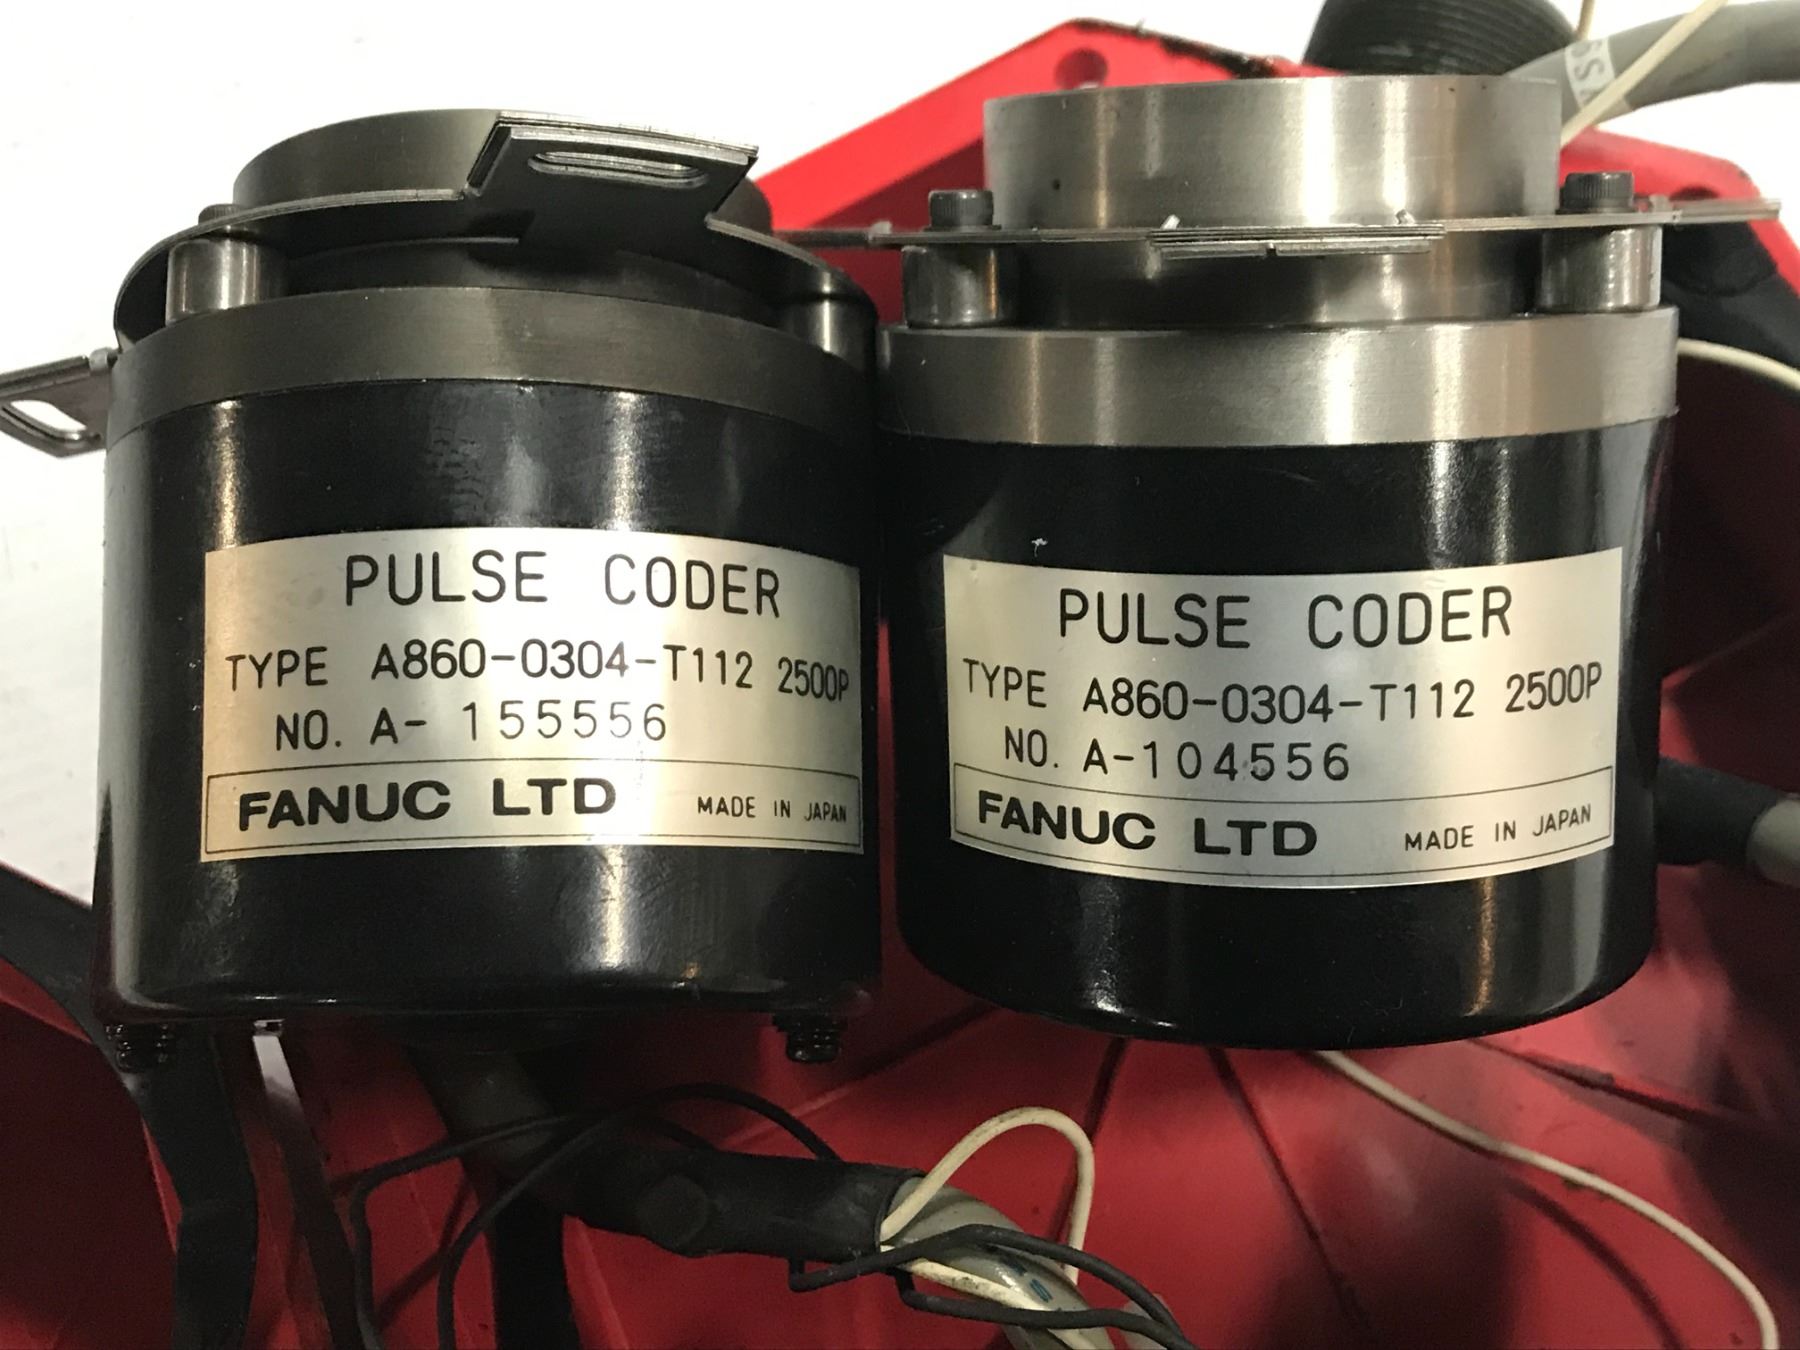 PULSE CODER
TYPE A860-0304-T112 2500P
NO. A- 155556
FANUC LTD MADE IN JAPAN
PULSE CODER
TYPE A860-0304-T112 2500P
NO. A-104556
FANUC LTD MADE IN JAPAN